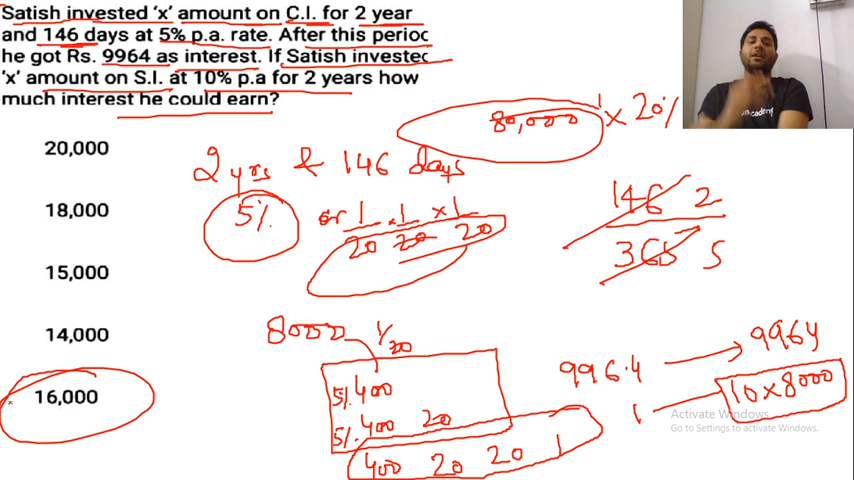 Satish invested ‘x’ amount on C.I. for 2 year
and 146 days at 5% p.a. rate. After this perioc
he got Rs. 9964 as interest. If Satish investec
‘x’ amount on S.I. at 10% p.a for 2 years how
much interest he could earn?
80,000 1 x 20%
20,000
2 yrs & 146 days
18,000
5% or 1/20 x 1/20 x 1/20
146 2
365 5
15,000
14,000
8000 1/20
9964
5%. 400
996.4
16,000
1
10 x 8000
5%. 400 20
400 20 20 1
Activate Windows
Go to Settings to activate Windows.